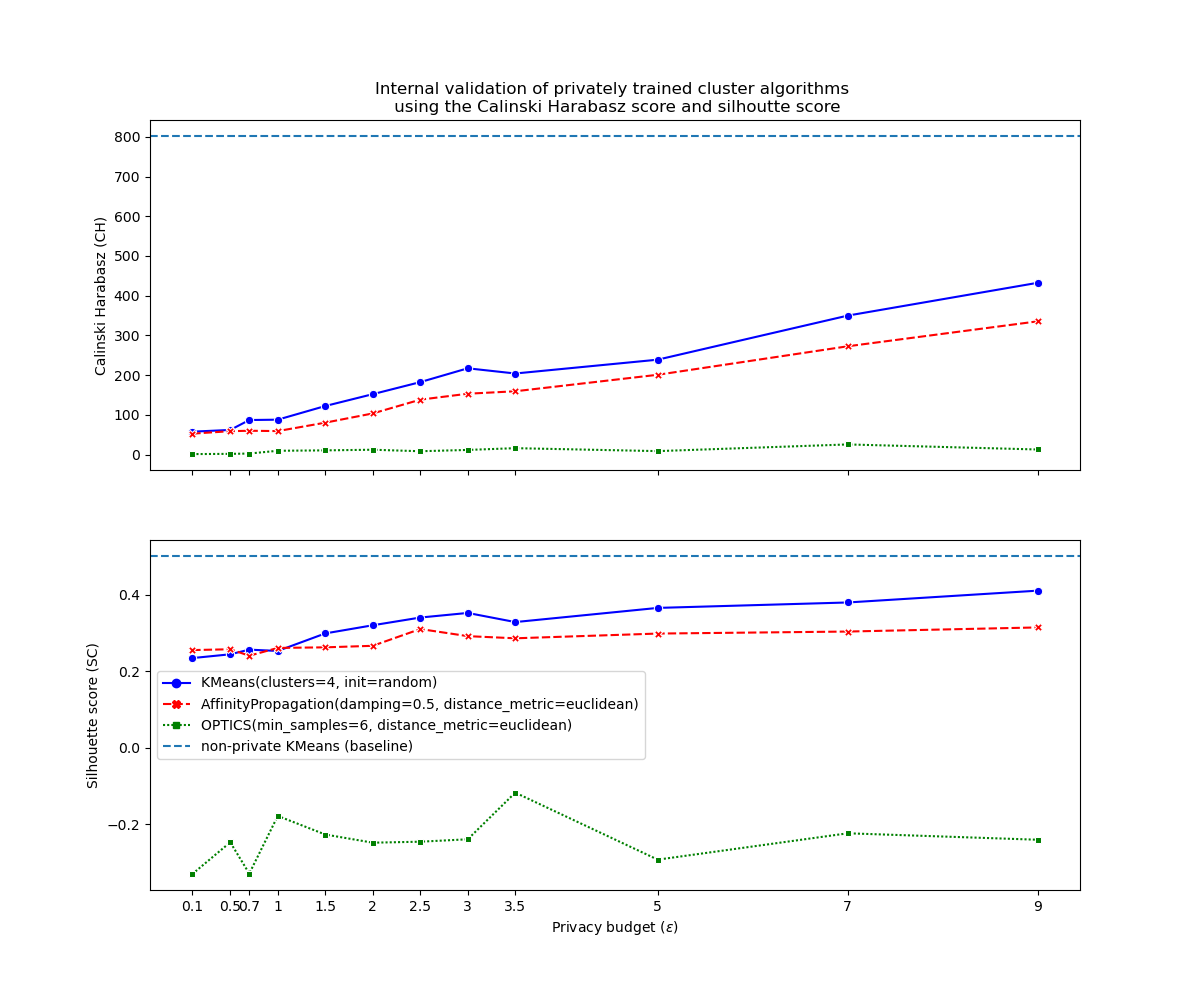 Internal validation of privately trained cluster algorithms
using the Calinski Harabasz score and silhoutte score
800
700
600
500
400
300
200
100
0
Calinski Harabasz (CH)
0.4
0.2
0.0
−0.2
Silhouette score (SC)
KMeans(clusters=4, init=random)
AffinityPropagation(damping=0.5, distance_metric=euclidean)
OPTICS(min_samples=6, distance_metric=euclidean)
non-private KMeans (baseline)
0.1 0.5 0.7 1 1.5 2 2.5 3 3.5 5 7 9
Privacy budget (ε)